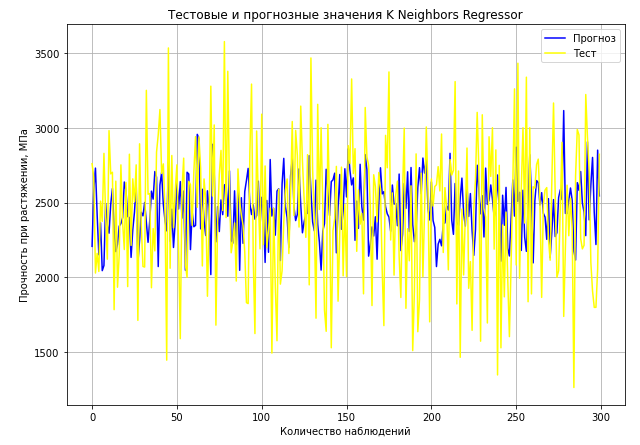 Тестовые и прогнозные значения K Neighbors Regressor
Прогноз
Тест
Прочность при растяжении, МПа
3500
3000
2500
2000
1500
0 50 100 150 200 250 300
Количество наблюдений